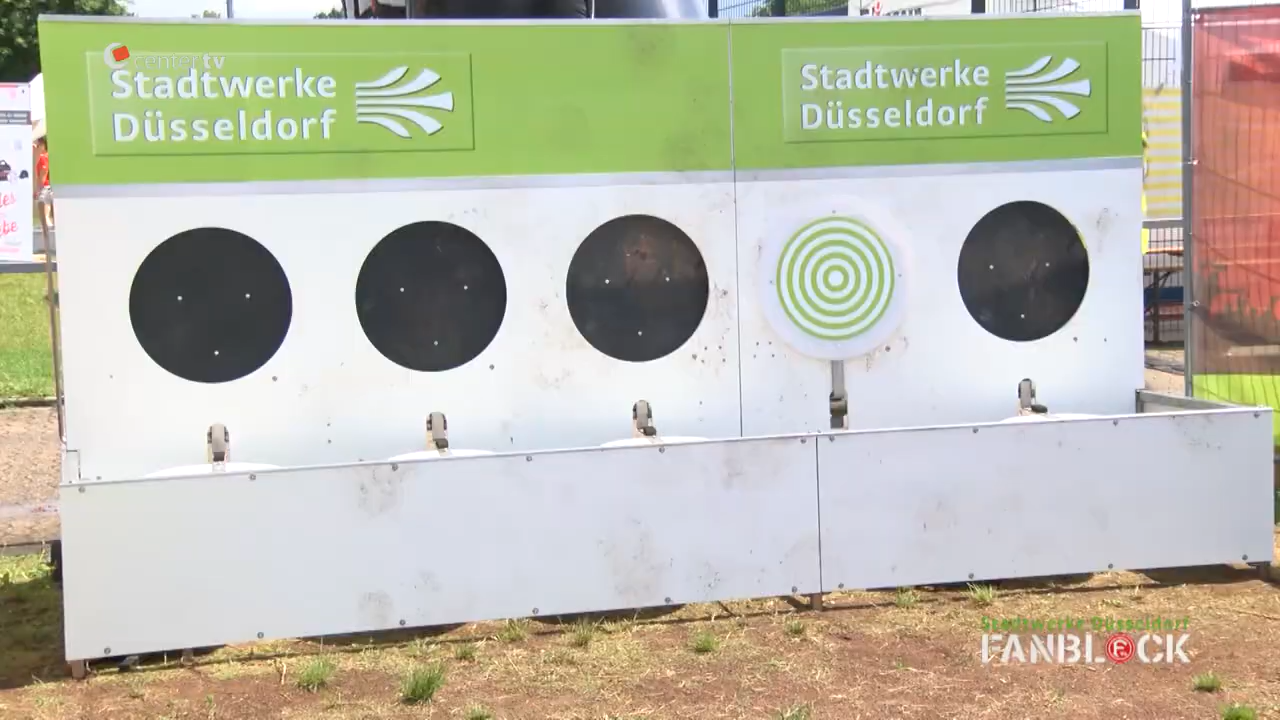 center tv
Stadtwerke
Düsseldorf
Stadtwerke
Düsseldorf
Stadtwerke Düsseldorf
FANBLOCK